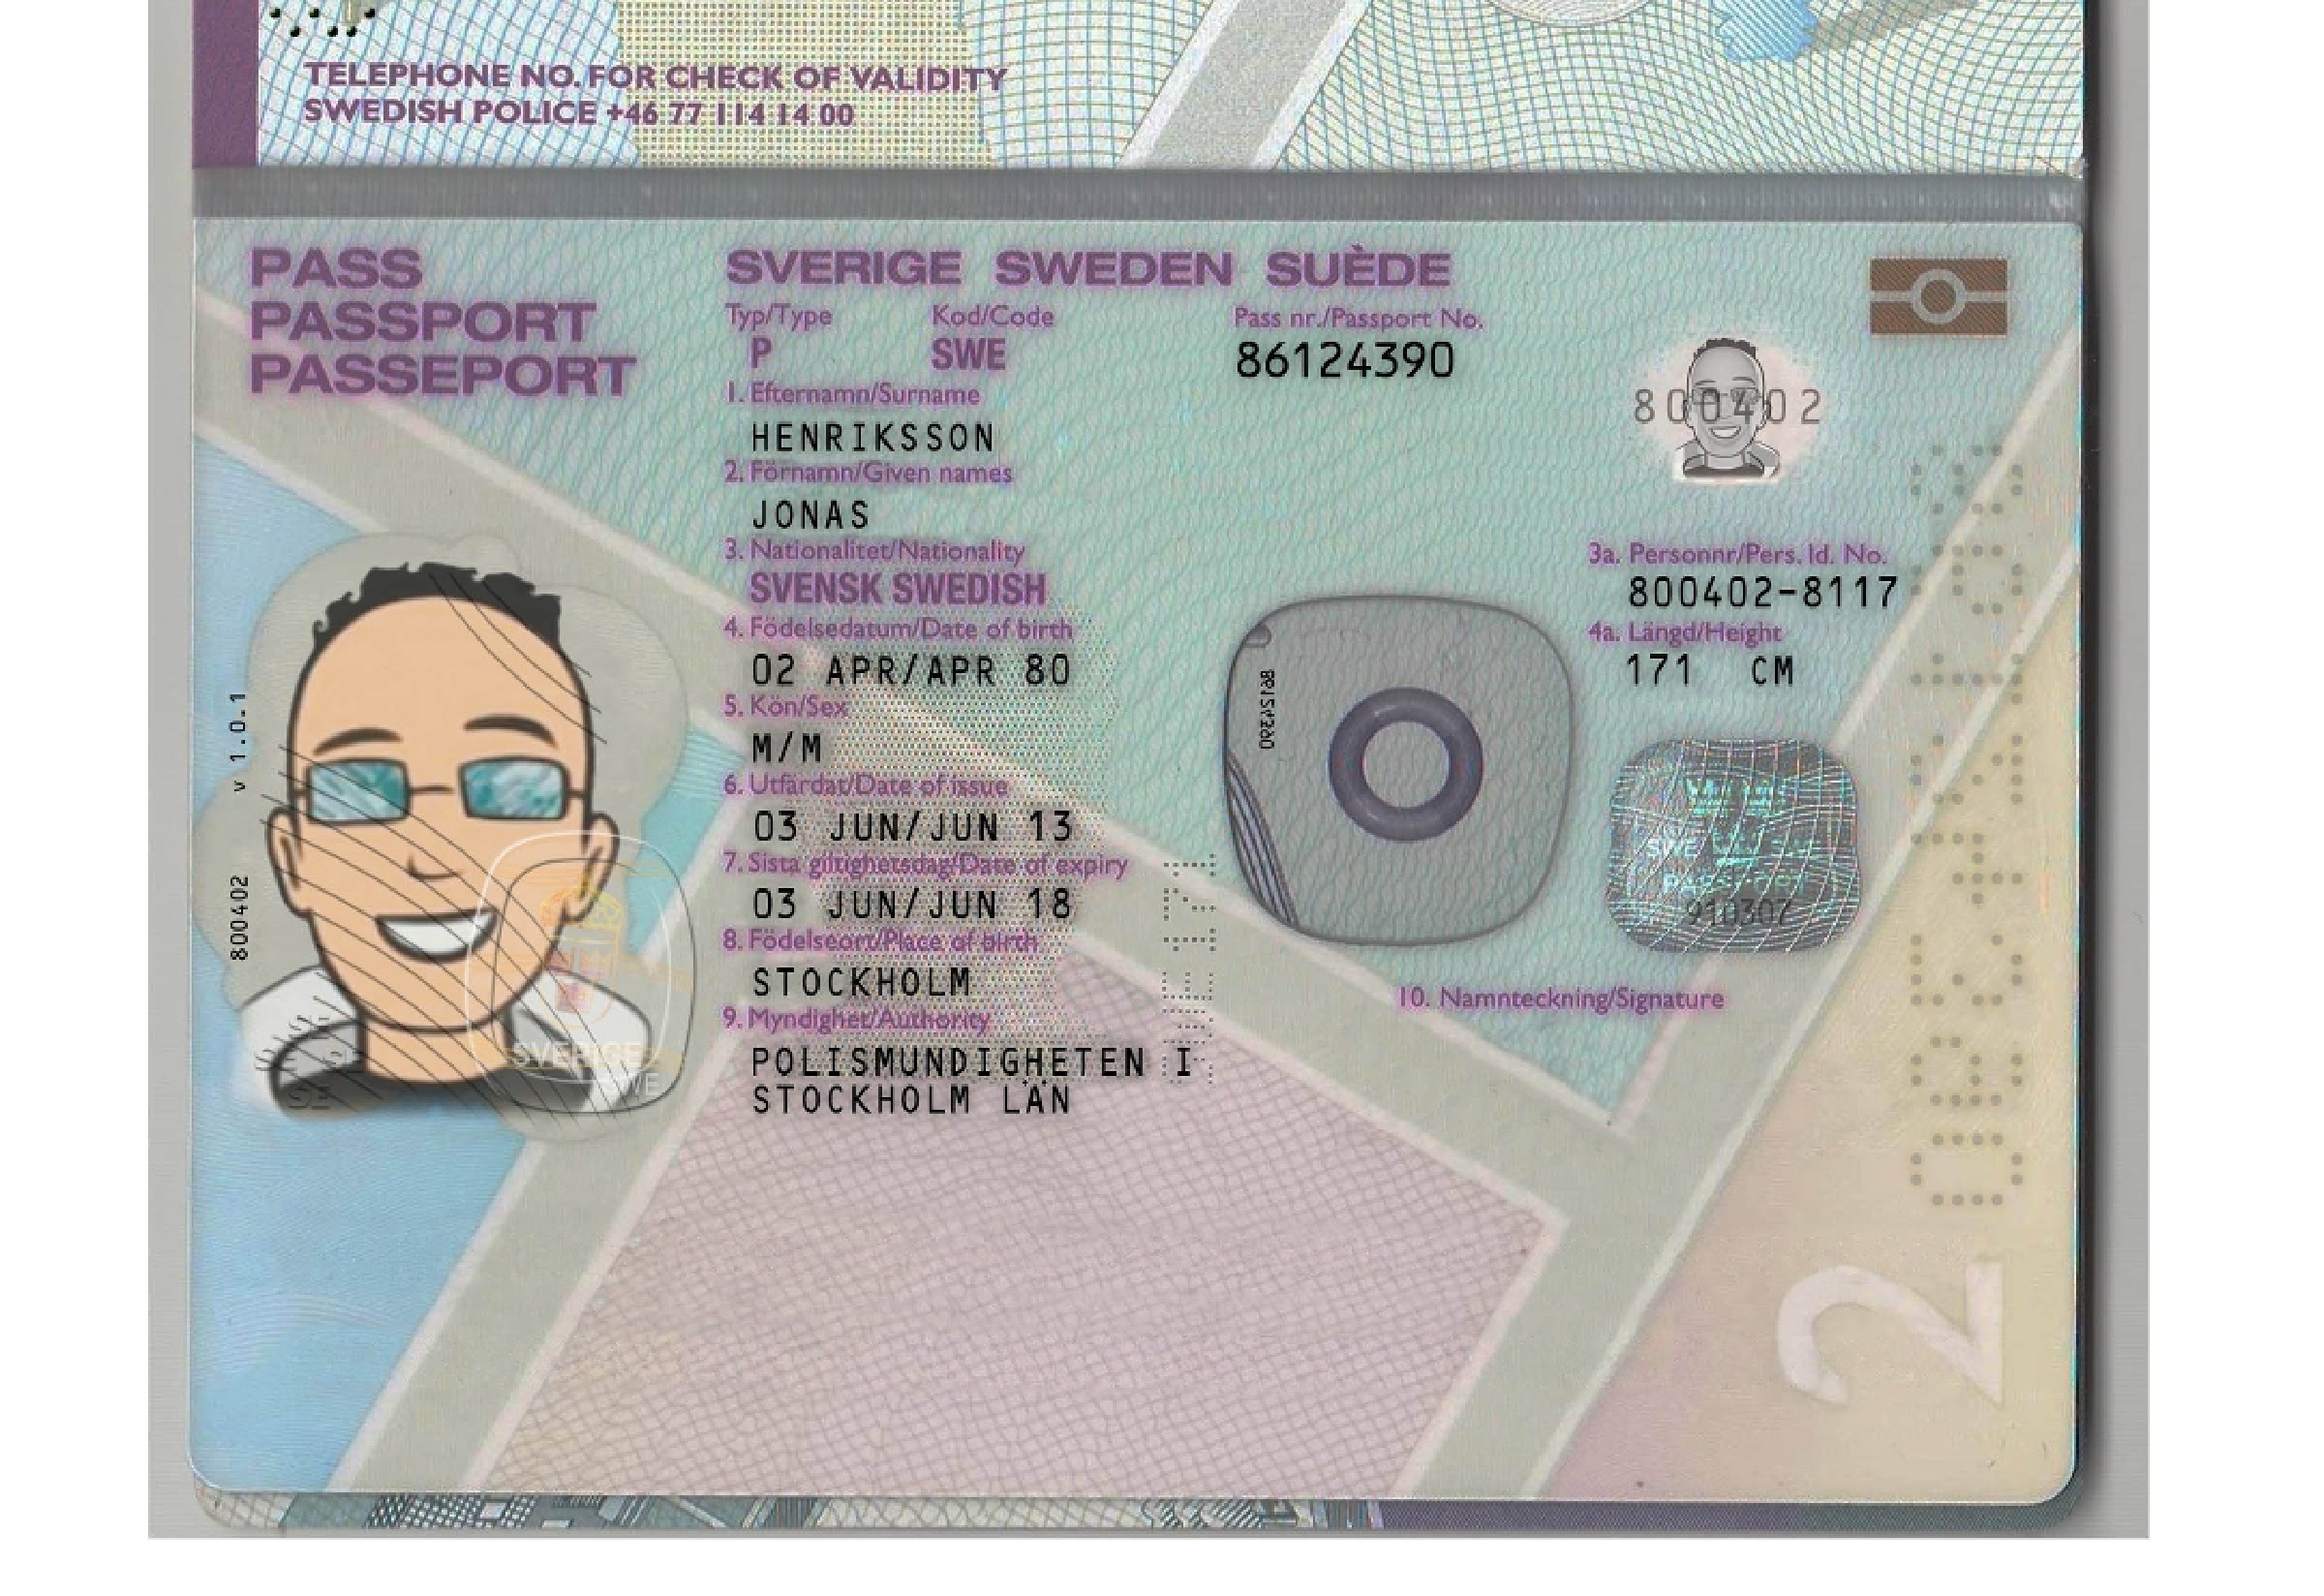 TELEPHONE NO. FOR CHECK OF VALIDITY
SWEDISH POLICE +46 77 114 14 00
PASS
PASSPORT
PASSEPORT
SVERIGE SWEDEN SUÈDE
Typ/Type Kod/Code Pass nr./Passport No.
P SWE 86124390
1. Efternamn/Surname
HENRIKSSON
800402
2. Förnamn/Given names
JONAS
3. Nationalitet/Nationality
SVENSK SWEDISH
3a. Personnr/Pers. Id. No.
800402-8117
4. Födelsedatum/Date of birth
02 APR/APR 80
4a. Längd/Height
171 CM
5. Kön/Sex
M/M
6. Utfärdat/Date of issue
03 JUN/JUN 13
7. Sista giltighetsdag/Date of expiry
03 JUN/JUN 18
8. Födelseort/Place of birth
STOCKHOLM
9. Myndighet/Authority
POLISMUNDIGHETEN I
STOCKHOLM LÄN
10. Namnteckning/Signature
v 1.0.1
800402
SVERIGE
SWE
PASSPORT
910307
2